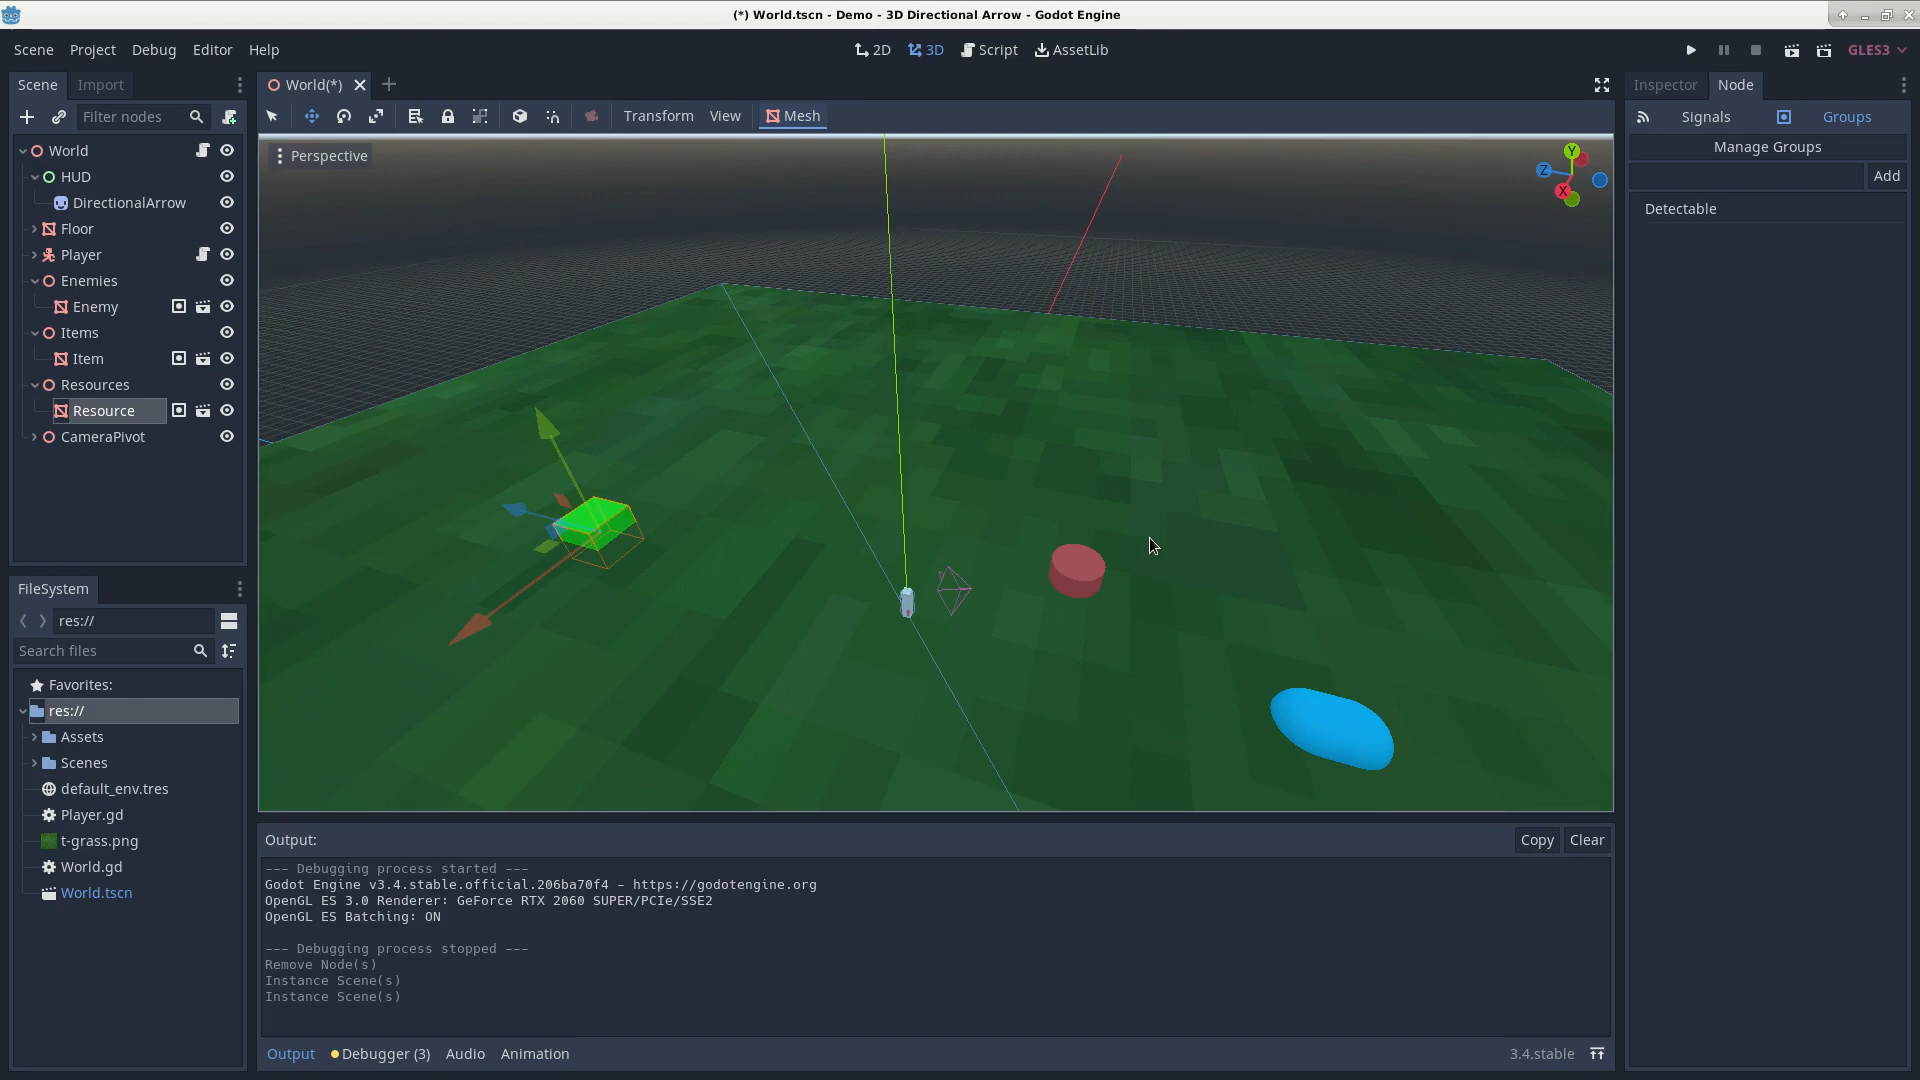 (*) World.tscn - Demo - 3D Directional Arrow - Godot Engine
Scene Project Debug Editor Help
2D 3D Script AssetLib
GLES3
Scene Import
Filter nodes
World
HUD
DirectionalArrow
Floor
Player
Enemies
Enemy
Items
Item
Resources
Resource
CameraPivot
FileSystem
res://
Search files
Favorites:
res://
Assets
Scenes
default_env.tres
Player.gd
t-grass.png
World.gd
World.tscn
World(*)
Transform View Mesh
Perspective
Y
Z
X
Output:
Copy Clear
--- Debugging process started ---
Godot Engine v3.4.stable.official.206ba70f4 - https://godotengine.org
OpenGL ES 3.0 Renderer: GeForce RTX 2060 SUPER/PCIe/SSE2
OpenGL ES Batching: ON
--- Debugging process stopped ---
Remove Node(s)
Instance Scene(s)
Instance Scene(s)
Output Debugger (3) Audio Animation
3.4.stable
Inspector Node
Signals Groups
Manage Groups
Add
Detectable